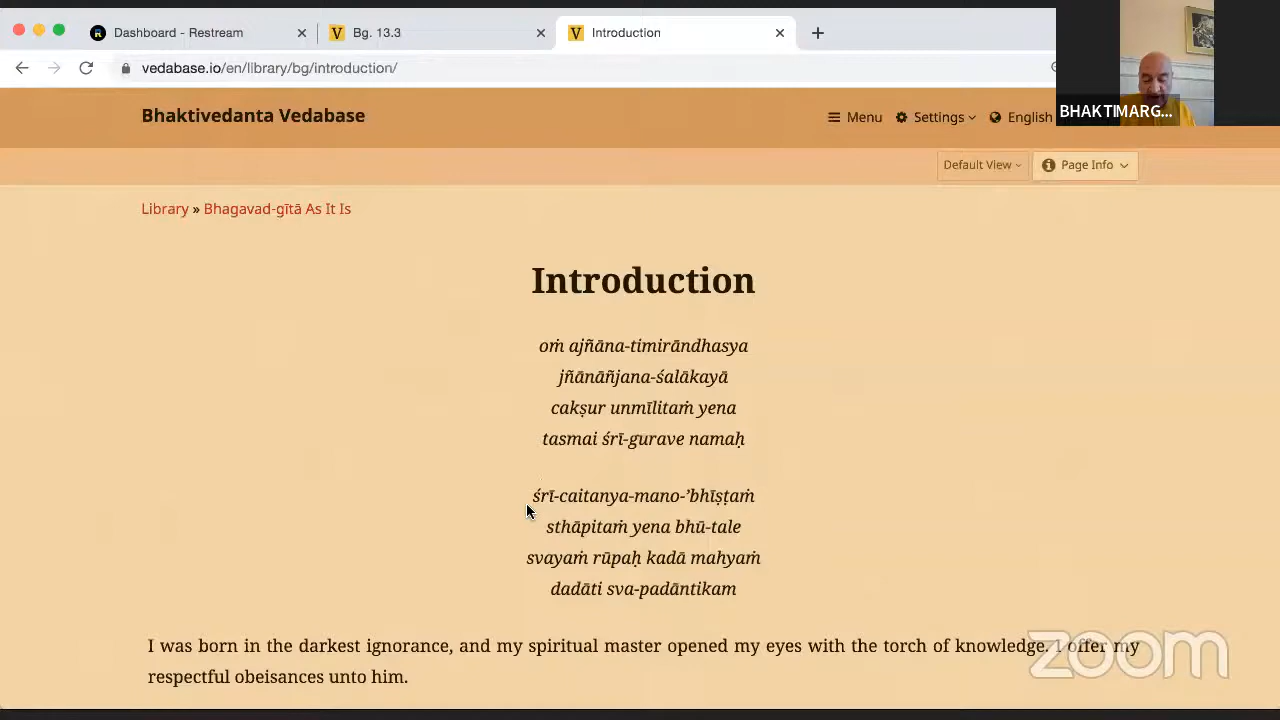 Dashboard - Restream
Bg. 13.3
Introduction
vedabase.io/en/library/bg/introduction/
BHAKTIMARG...
Bhaktivedanta Vedabase
Menu
Settings
English
Default View
Page Info
Library » Bhagavad-gītā As It Is
Introduction
oṁ ajñāna-timirāndhasya
jñānāñjana-śalākayā
cakṣur unmīlitaṁ yena
tasmai śrī-gurave namaḥ
śrī-caitanya-mano-’bhīṣṭaṁ
sthāpitaṁ yena bhū-tale
svayaṁ rūpaḥ kadā mahyaṁ
dadāti sva-padāntikam
I was born in the darkest ignorance, and my spiritual master opened my eyes with the torch of knowledge. I offer my
respectful obeisances unto him.
zoom